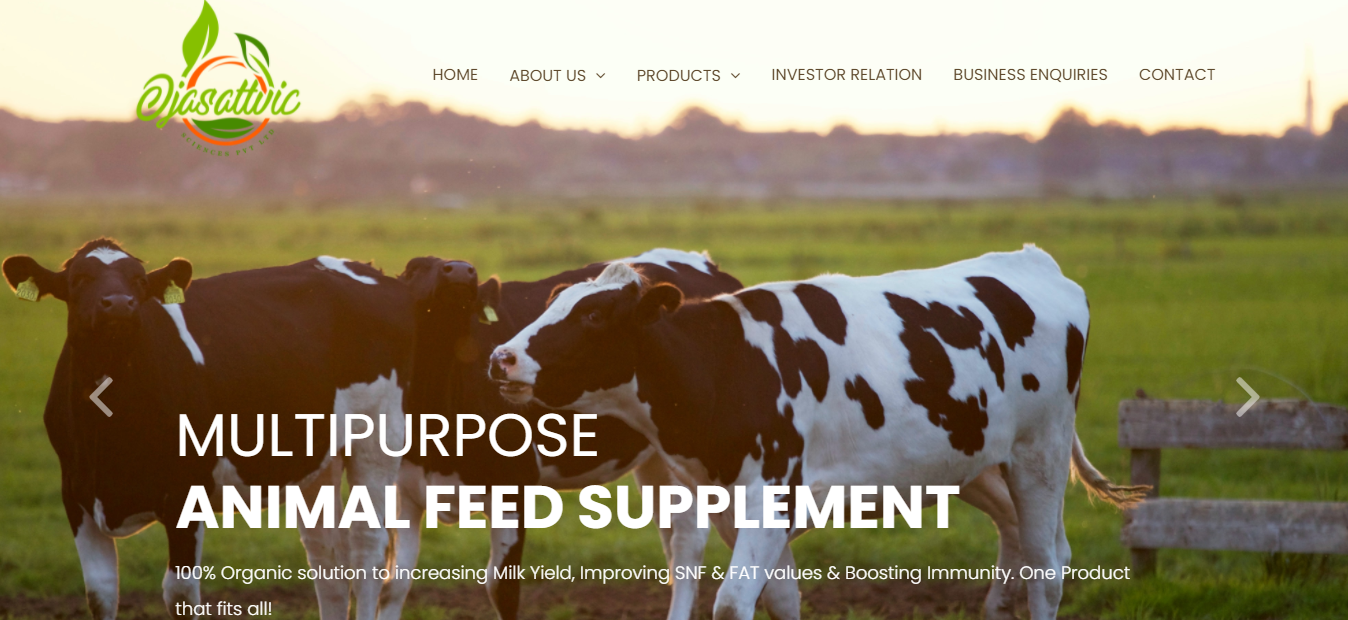 Ojasattvic
HOME
ABOUT US
PRODUCTS
INVESTOR RELATION
BUSINESS ENQUIRIES
CONTACT
MULTIPURPOSE
ANIMAL FEED SUPPLEMENT
100% Organic solution to increasing Milk Yield, Improving SNF & FAT values & Boosting Immunity. One Product
that fits all!